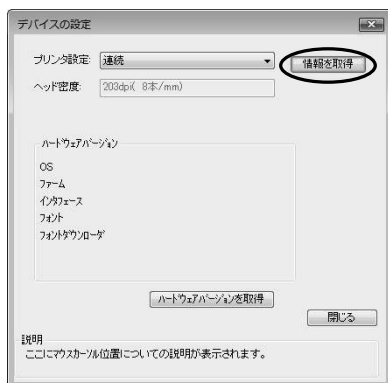 デバイスの設定
プリンタ設定: 連続 情報を取得
ヘッド密度: 203dpi( 8本/mm)
ハードウェアバージョン
OS
ファーム
インタフェース
フォント
フォントダウンローダ
ハードウェアバージョンを取得
閉じる
説明
ここにマウスカーソル位置についての説明が表示されます。